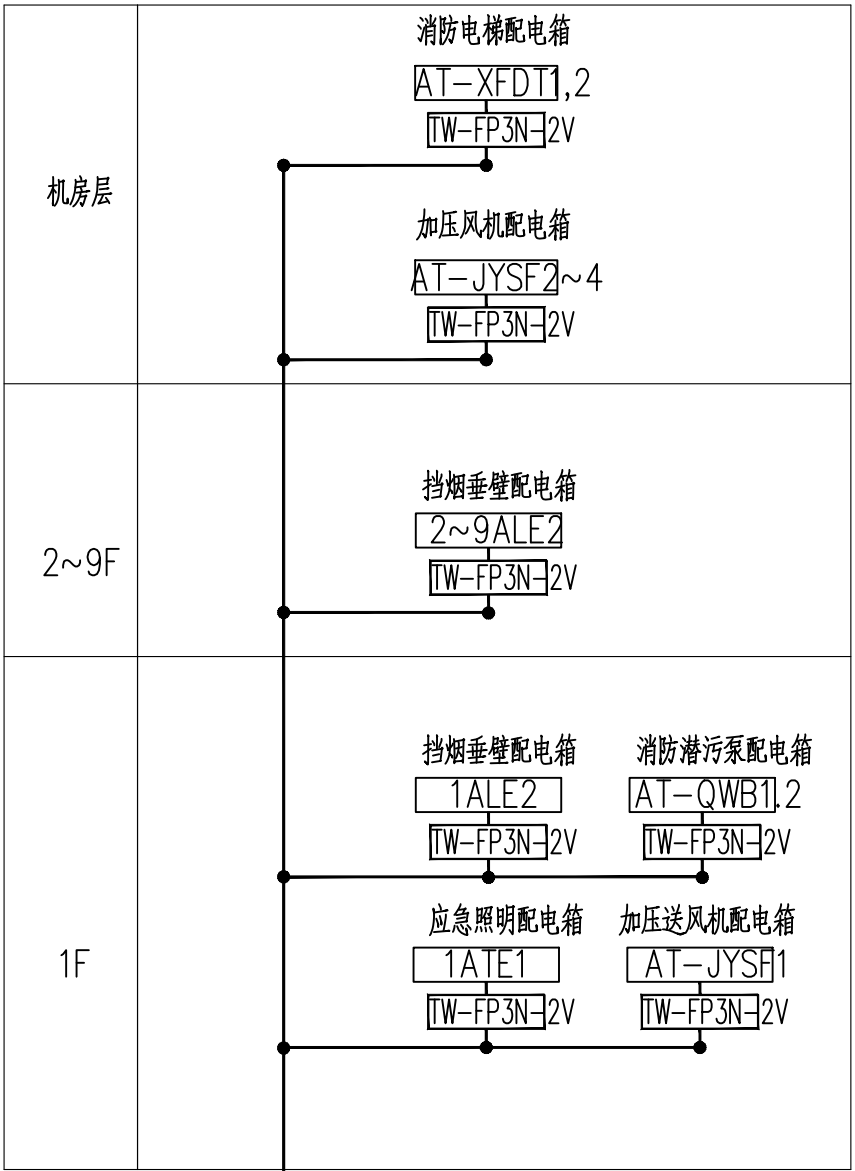 消防电梯配电箱
AT-XFDT1,2
TW-FP3N-2V
机房层
加压风机配电箱
AT-JYSF2~4
TW-FP3N-2V
挡烟垂壁配电箱
2~9ALE2
2~9F
TW-FP3N-2V
挡烟垂壁配电箱 消防潜污泵配电箱
1ALE2 AT-QWB1.2
TW-FP3N-2V TW-FP3N-2V
应急照明配电箱 加压送风机配电箱
1F
1ATE1 AT-JYSF1
TW-FP3N-2V TW-FP3N-2V